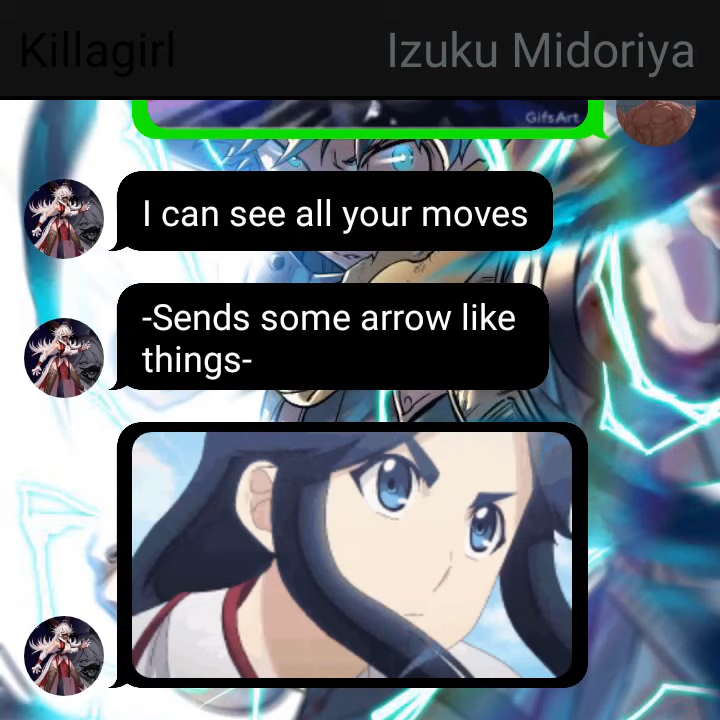 Killagirl
Izuku Midoriya
GifsArt
I can see all your moves
-Sends some arrow like
things-